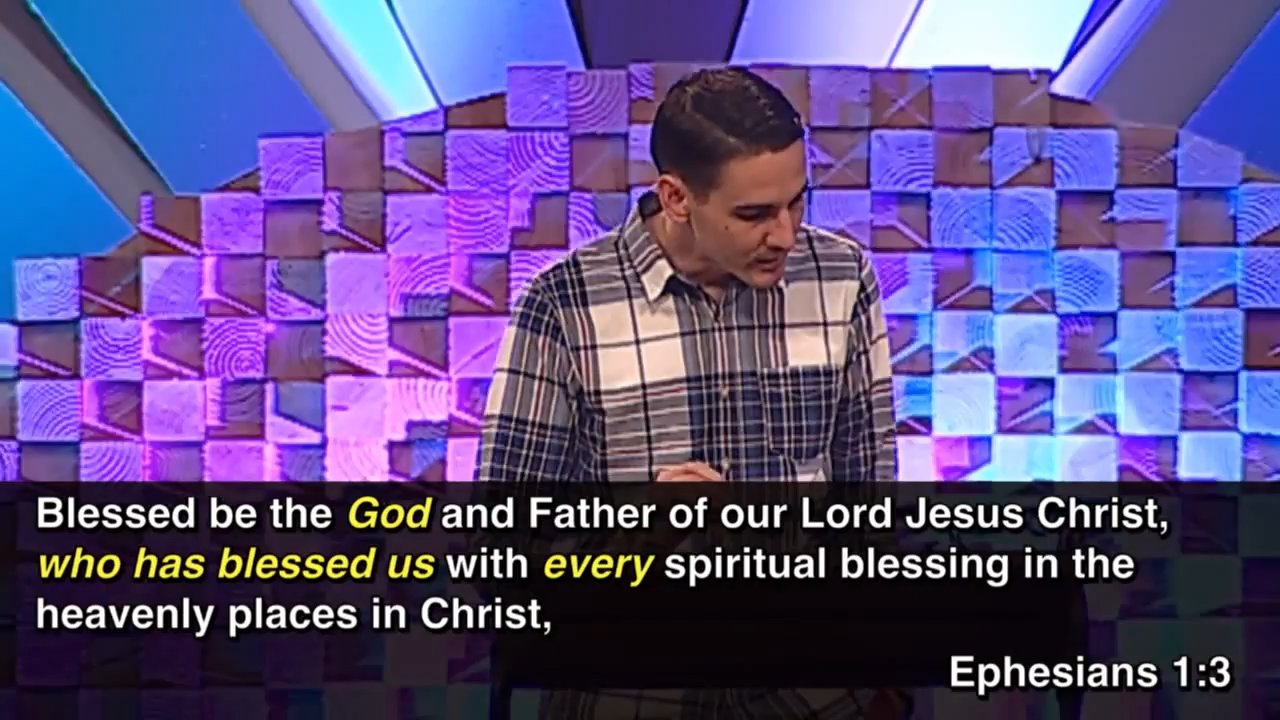 Blessed be the God and Father of our Lord Jesus Christ,
who has blessed us with every spiritual blessing in the
heavenly places in Christ,
Ephesians 1:3